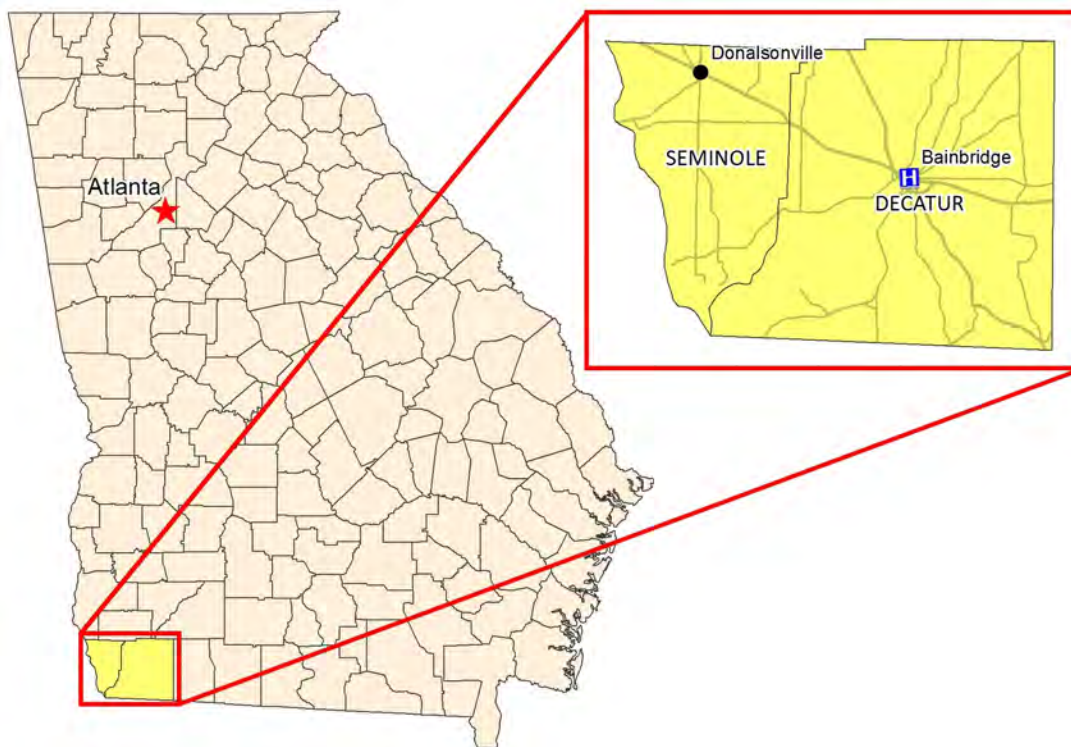 Atlanta
Donalsonville
SEMINOLE
Bainbridge
H
DECATUR